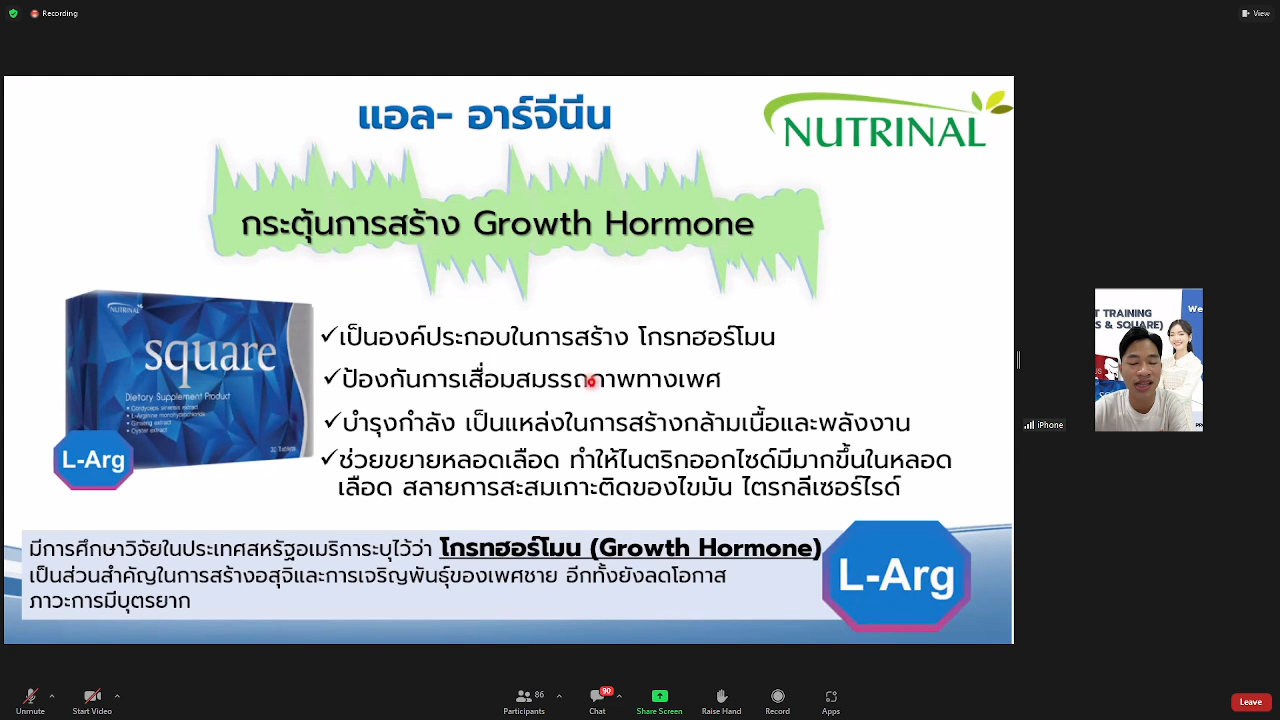 Recording
View
แอล- อาร์จีนีน
NUTRINAL
กระตุ้นการสร้าง Growth Hormone
NUTRINAL
square
Dietary Supplement Product
• Cordyceps sinensis extract
• L-Arginine monohydrochloride
• Ginseng extract
• Oyster extract
30 Tablets
L-Arg
✓เป็นองค์ประกอบในการสร้าง โกรทฮอร์โมน
✓ป้องกันการเสื่อมสมรรถภาพทางเพศ
✓บำรุงกำลัง เป็นแหล่งในการสร้างกล้ามเนื้อและพลังงาน
✓ช่วยขยายหลอดเลือด ทำให้ไนตริกออกไซด์มีมากขึ้นในหลอด
เลือด สลายการสะสมเกาะติดของไขมัน ไตรกลีเซอร์ไรด์
มีการศึกษาวิจัยในประเทศสหรัฐอเมริการะบุไว้ว่า โกรทฮอร์โมน (Growth Hormone)
เป็นส่วนสำคัญในการสร้างอสุจิและการเจริญพันธุ์ของเพศชาย อีกทั้งยังลดโอกาส
ภาวะการมีบุตรยาก
L-Arg
T TRAINING
S & SQUARE)
We
iPhone
Unmute
Start Video
86
Participants
90
Chat
Share Screen
Raise Hand
Record
Apps
Leave